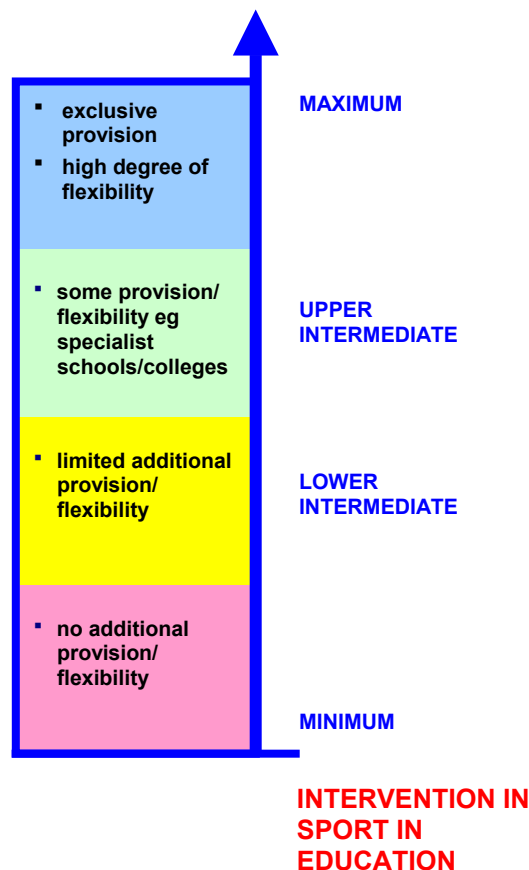 ▪ exclusive
provision
▪ high degree of
flexibility
MAXIMUM
▪ some provision/
flexibility eg
specialist
schools/colleges
UPPER
INTERMEDIATE
▪ limited additional
provision/
flexibility
LOWER
INTERMEDIATE
▪ no additional
provision/
flexibility
MINIMUM
INTERVENTION IN
SPORT IN
EDUCATION